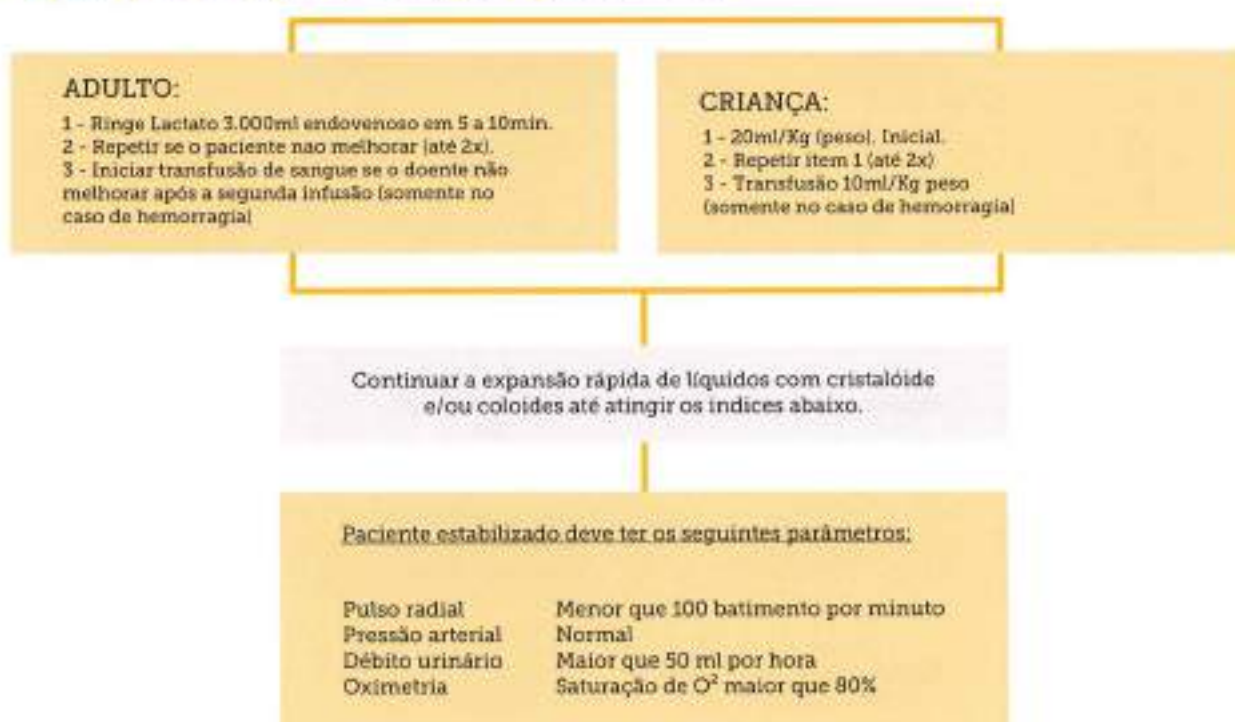 ADULTO:
1 - Ringe Lactato 3.000ml endovenoso em 5 a 10min.
2 - Repetir se o paciente nao melhorar (até 2x).
3 - Iniciar transfusão de sangue se o doente não
melhorar após a segunda infusão (somente no
caso de hemorragia)
CRIANÇA:
1 - 20ml/Kg (peso). Inicial.
2 - Repetir item 1 (até 2x)
3 - Transfusão 10ml/Kg peso
(somente no caso de hemorragia)
Continuar a expansão rápida de líquidos com cristalóide
e/ou coloides até atingir os indices abaixo.
Paciente estabilizado deve ter os seguintes parâmetros:
Pulso radial Menor que 100 batimento por minuto
Pressão arterial Normal
Débito urinário Maior que 50 ml por hora
Oximetria Saturação de O² maior que 80%